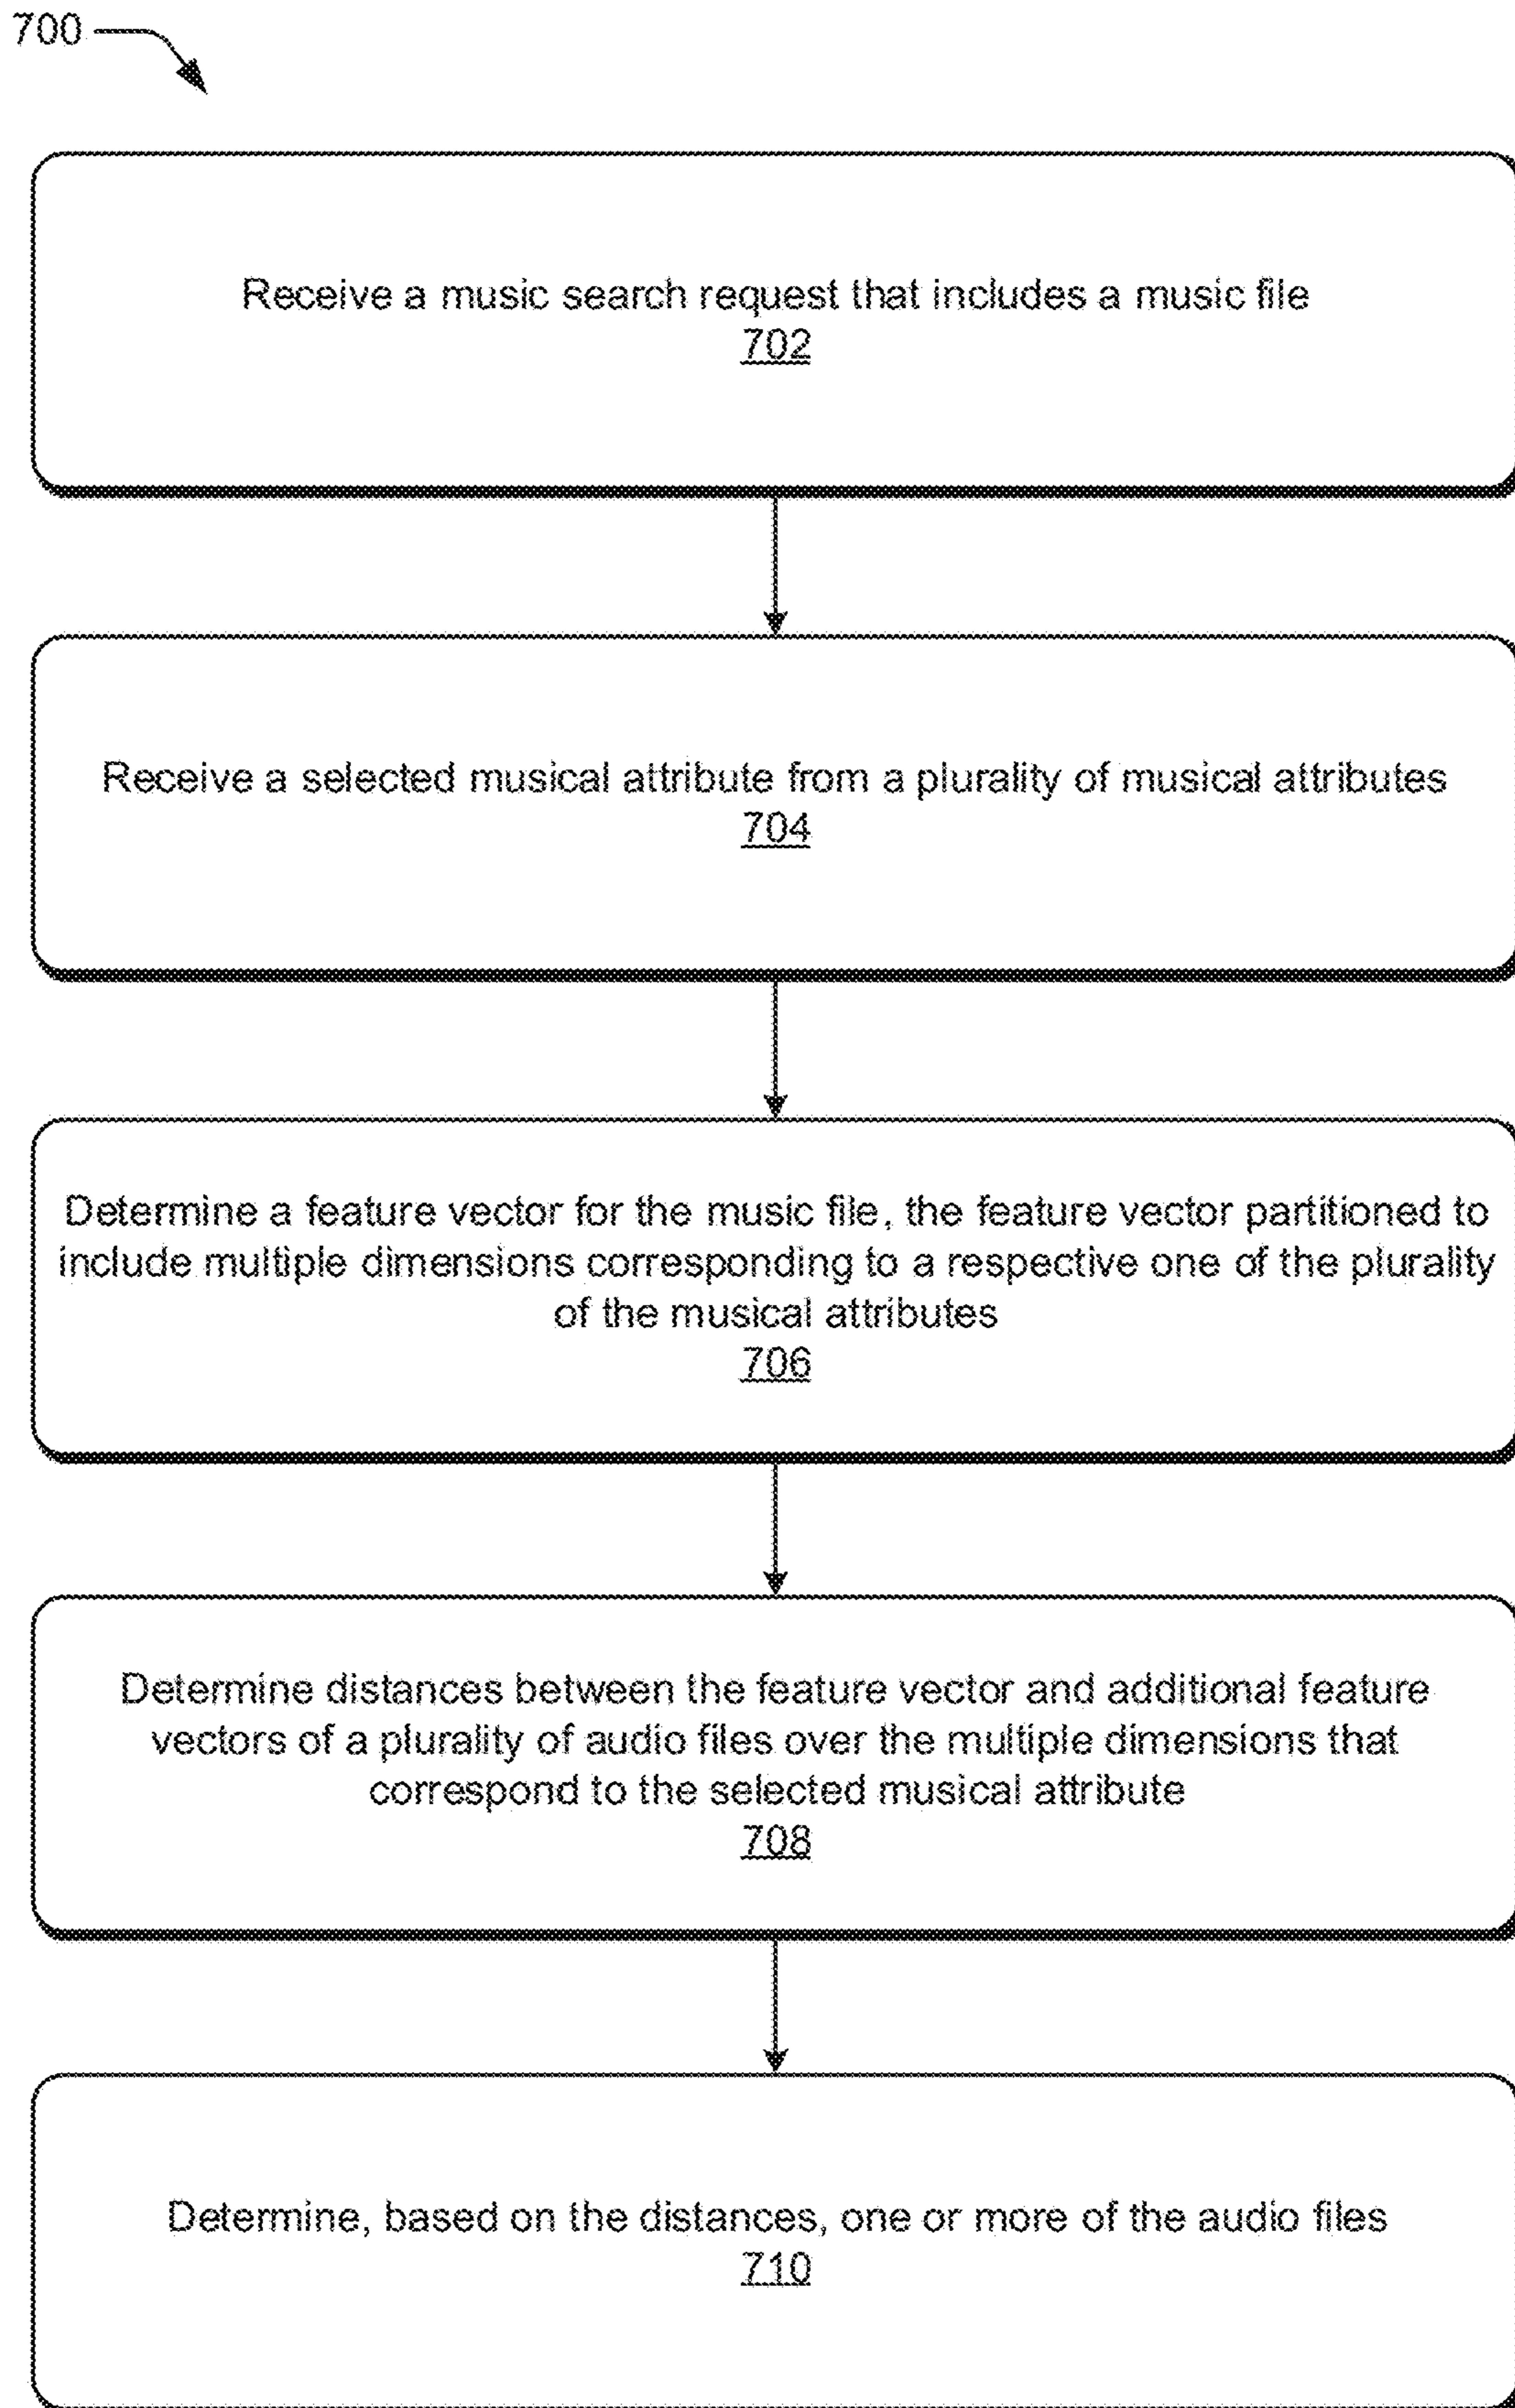 700
Receive a music search request that includes a music file
702
Receive a selected musical attribute from a plurality of musical attributes
704
Determine a feature vector for the music file, the feature vector partitioned to
include multiple dimensions corresponding to a respective one of the plurality
of the musical attributes
706
Determine distances between the feature vector and additional feature
vectors of a plurality of audio files over the multiple dimensions that
correspond to the selected musical attribute
708
Determine, based on the distances, one or more of the audio files
710